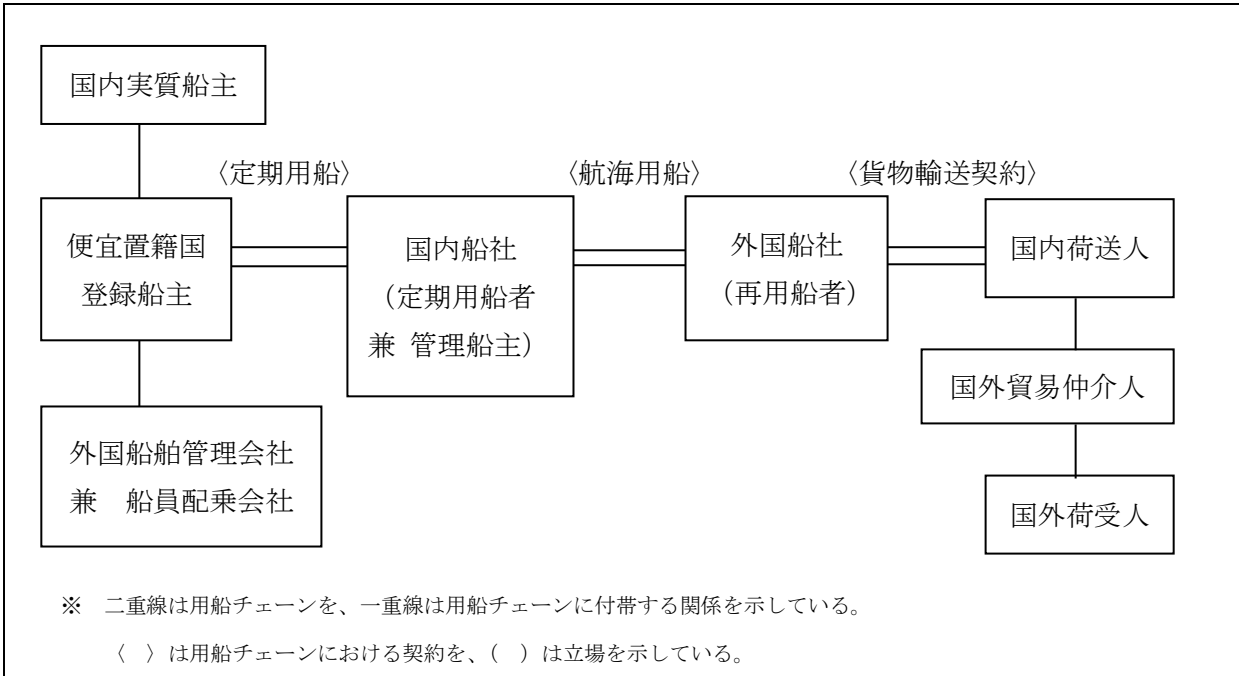 国内実質船主
〈定期用船〉
〈航海用船〉
〈貨物輸送契約〉
便宜置籍国
登録船主
国内船社
（定期用船者
兼 管理船主）
外国船社
（再用船者）
国内荷送人
国外貿易仲介人
外国船舶管理会社
兼　船員配乗会社
国外荷受人
※　二重線は用船チェーンを、一重線は用船チェーンに付帯する関係を示している。
〈　〉は用船チェーンにおける契約を、（　）は立場を示している。